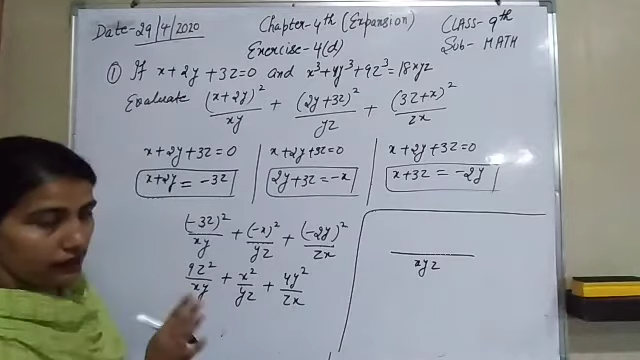 Date-29/4/2020 Chapter-4th (Expansion) CLASS-9th
Exercise-4(d) Sub- MATH
① If x+2y+3z=0 and x³+4y³+9z³=18xyz
Evaluate (x+2y)²/xy + (2y+3z)²/yz + (3z+x)²/zx
x+2y+3z=0 x+2y+3z=0 x+2y+3z=0
x+2y=-3z 2y+3z=-x x+3z=-2y
(-3z)²/xy + (-x)²/yz + (-2y)²/zx
9z²/xy + x²/yz + 4y²/zx
xyz